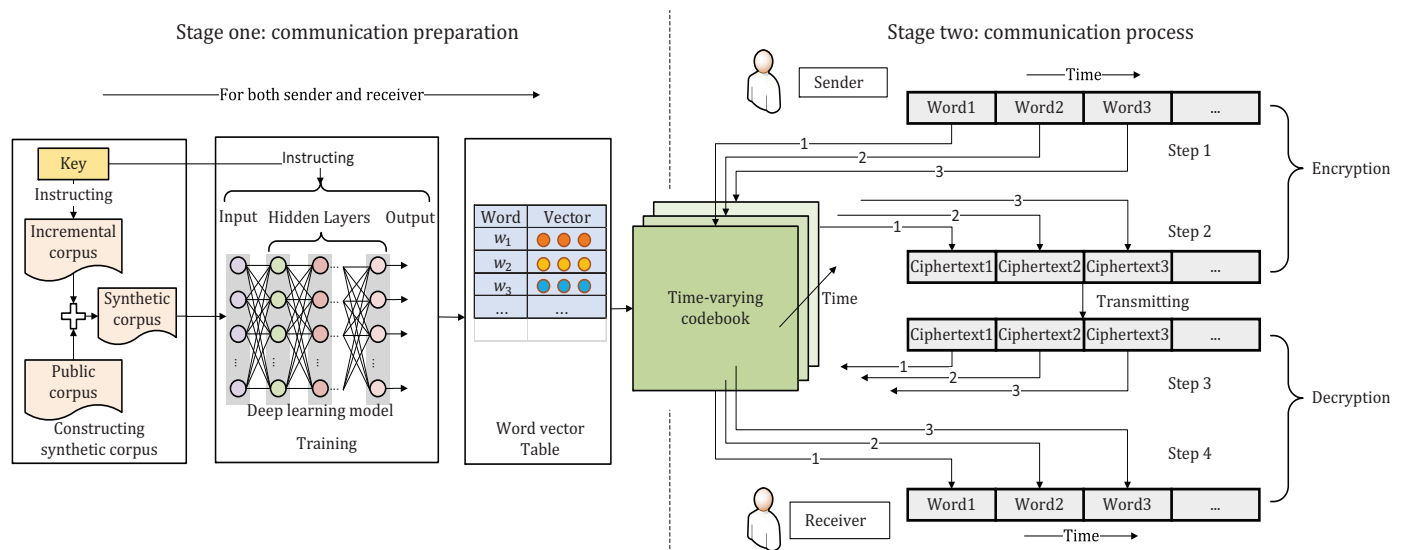 Stage one: communication preparation
For both sender and receiver
Key
Instructing
Incremental
corpus
Synthetic
corpus
Public
corpus
Constructing
synthetic corpus
Instructing
Input
Hidden Layers
Output
...
...
...
...
⋮
⋮
⋮
⋮
Deep learning model
Training
Word Vector
w1
w2
w3
... ...
Word vector
Table
Stage two: communication process
Sender
Time
Word1 Word2 Word3 ...
1
2
3
Step 1
Encryption
3
2
1
Step 2
Ciphertext1 Ciphertext2 Ciphertext3 ...
Time-varying
codebook
Time
Transmitting
Ciphertext1 Ciphertext2 Ciphertext3 ...
1
2
3
Step 3
Decryption
3
2
1
Step 4
Word1 Word2 Word3 ...
Receiver
Time